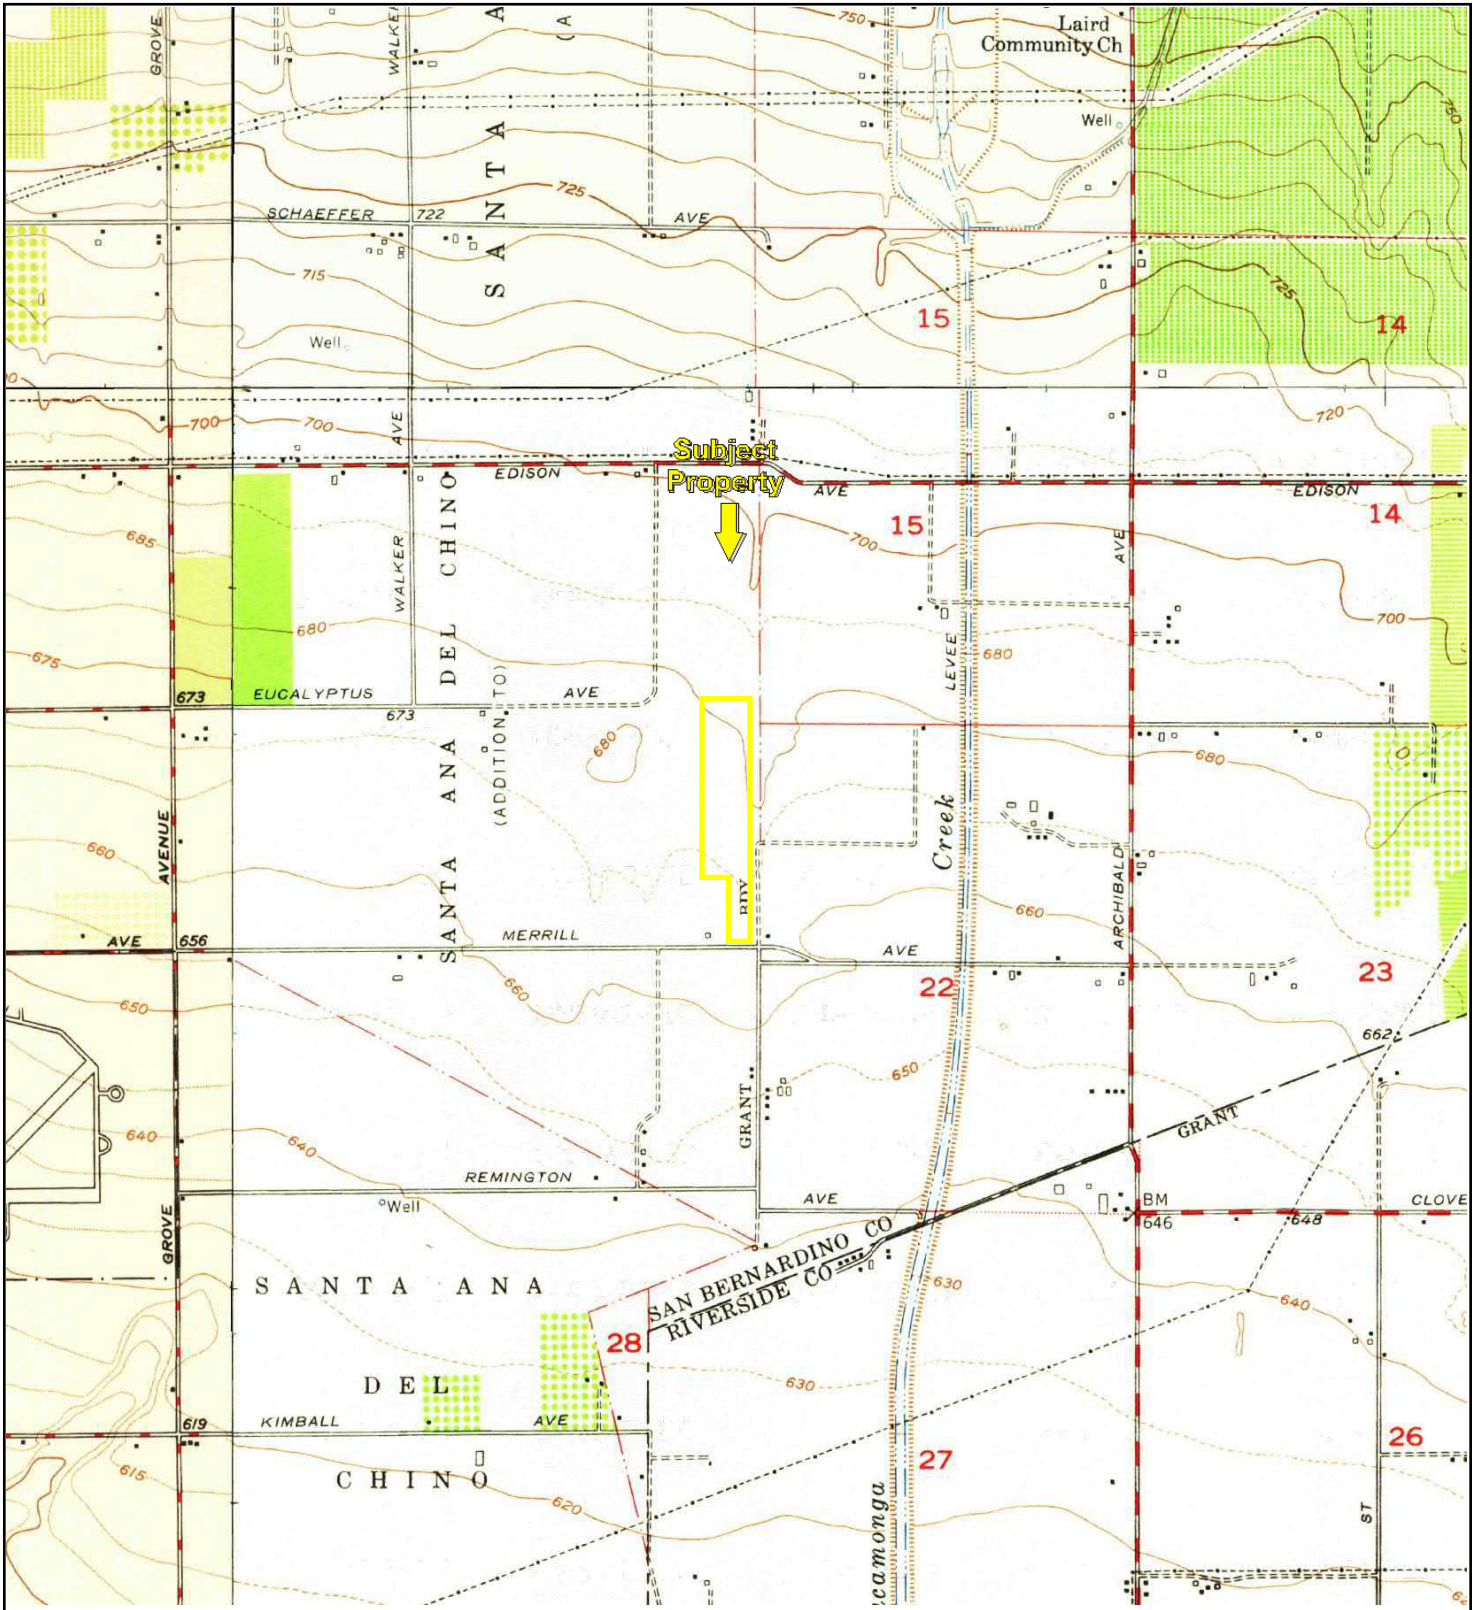 GROVE
WALKER
SANTA A
(A
750
Laird
Community Ch
Well
750
725
SCHAEFFER
722
AVE
715
15
725
14
Well
700
700
AVE
720
Subject
Property
EDISON
AVE
EDISON
15
14
685
WALKER
700
AVE
680
700
675
LEVEE
680
673
EUCALYPTUS
AVE
673
SANTA ANA DEL CHINO
(ADDITION TO)
680
680
Creek
660
AVENUE
BDY
660
ARCHIBALD
AVE
656
MERRILL
AVE
660
22
23
650
662
650
GRANT
GRANT
640
640
REMINGTON
Well
AVE
BM
646
648
CLOVE
GROVE
SAN BERNARDINO CO
RIVERSIDE CO
SANTA ANA
630
640
28
DEL
630
619
KIMBALL
AVE
26
27
615
CHINO
620
ST
camonga